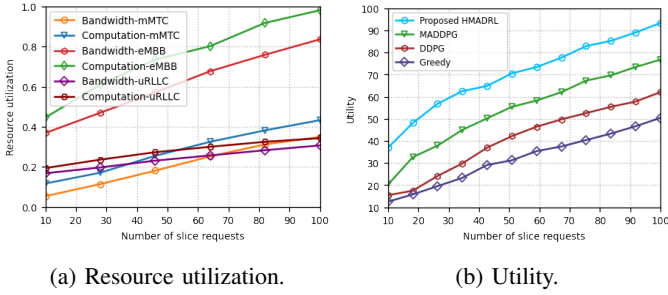 Resource utilization
1.0
0.8
0.6
0.4
0.2
0.0
Bandwidth-mMTC
Computation-mMTC
Bandwidth-eMBB
Computation-eMBB
Bandwidth-uRLLC
Computation-uRLLC
10 20 30 40 50 60 70 80 90 100
Number of slice requests
(a) Resource utilization.
Utility
100
90
80
70
60
50
40
30
20
10
Proposed HMADRL
MADDPG
DDPG
Greedy
10 20 30 40 50 60 70 80 90 100
Number of slice requests
(b) Utility.